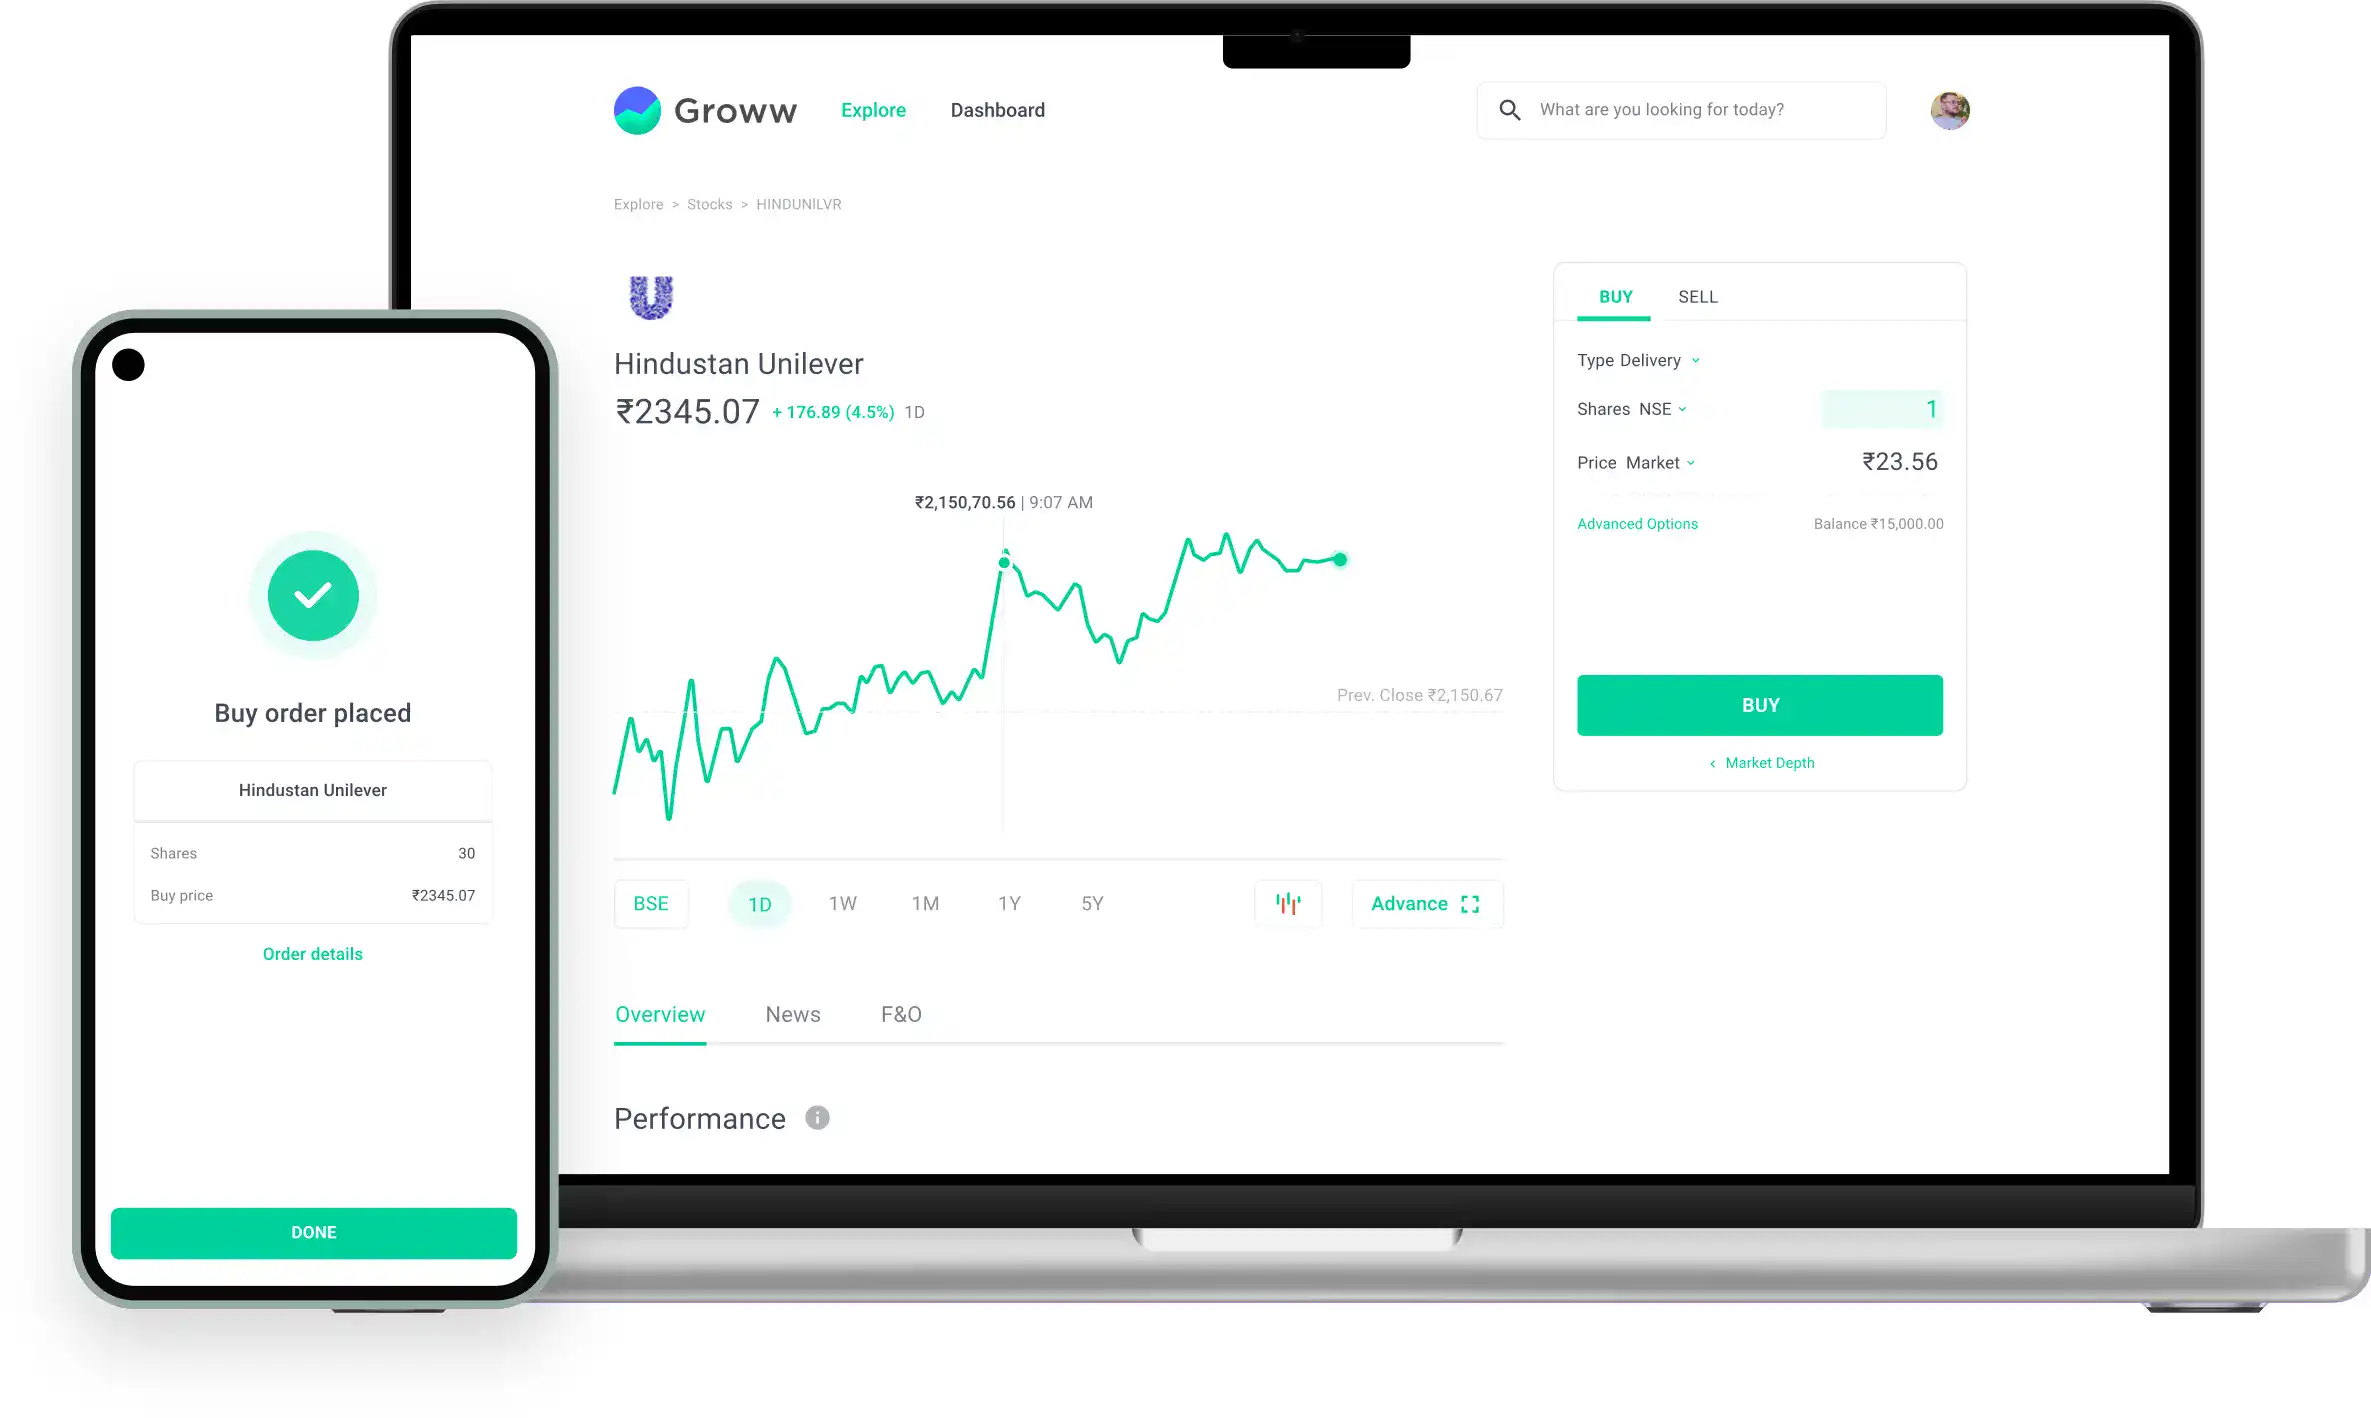 Groww Explore Dashboard What are you looking for today?
Explore > Stocks > HINDUNILVR
Hindustan Unilever
₹2345.07 + 176.89 (4.5%) 1D
₹2,150,70.56 | 9:07 AM
Prev. Close ₹2,150.67
BSE 1D 1W 1M 1Y 5Y Advance
Overview News F&O
Performance
BUY SELL
Type Delivery
Shares NSE 1
Price Market ₹23.56
Advanced Options Balance ₹15,000.00
BUY
Market Depth
Buy order placed
Hindustan Unilever
Shares 30
Buy price ₹2345.07
Order details
DONE